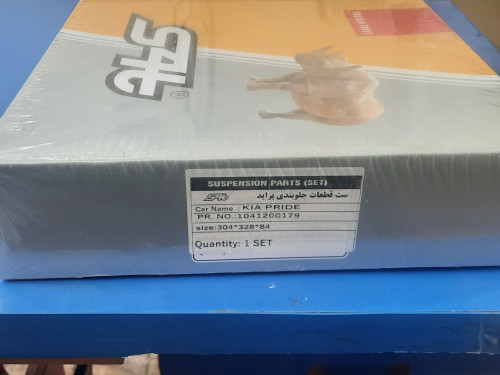 SUSPENSION PARTS (SET)
ست قطعات جلوبندی پراید
Car Name : KIA PRIDE
PR. NO.:1041200179
size:304*328*84
Quantity: 1 SET